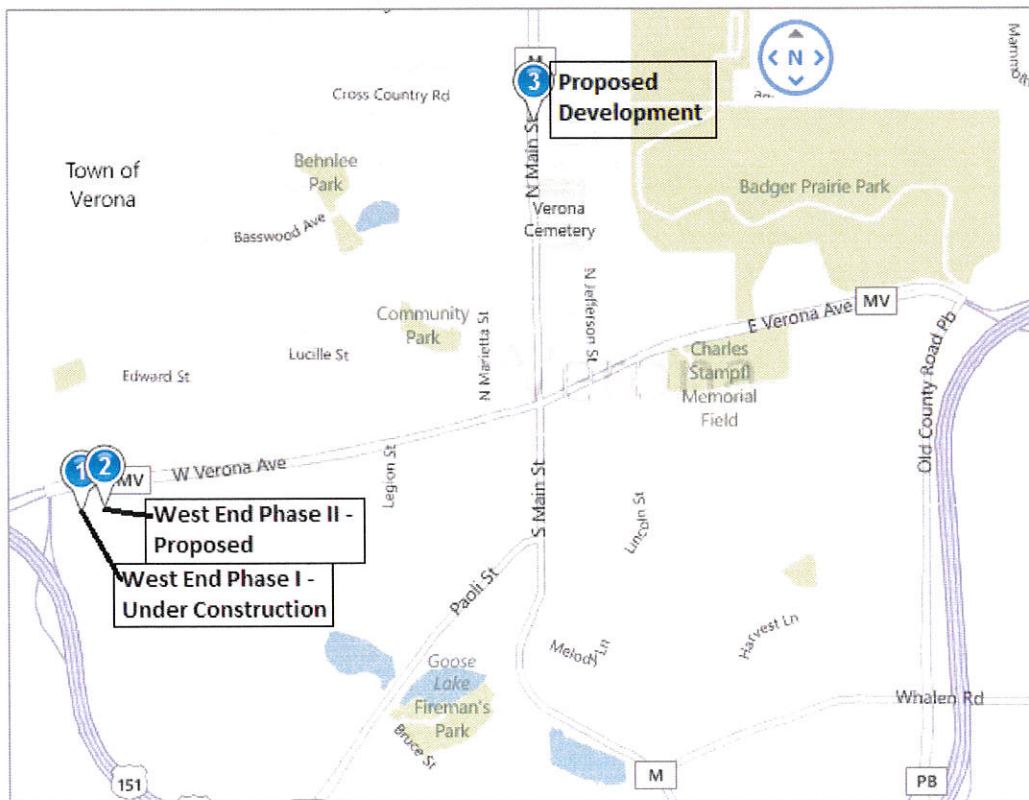 M
N
3
Proposed
Development
Cross Country Rd
N Main St
Town of
Verona
Behnlee
Park
Badger Prairie Park
Basswood Ave
Verona
Cemetery
N Jefferson St
MV
E Verona Ave
Community
Park
N Marietta St
Lucille St
Edward St
Charles
Stampfl
Memorial
Field
Old County Road Pb
1
2
MV
W Verona Ave
Legion St
S Main St
Lincoln St
West End Phase II -
Proposed
West End Phase I -
Under Construction
Paoli St
Melody Ln
Harvest Ln
Goose
Lake
Fireman's
Park
Bruce St
Whalen Rd
151
M
PB